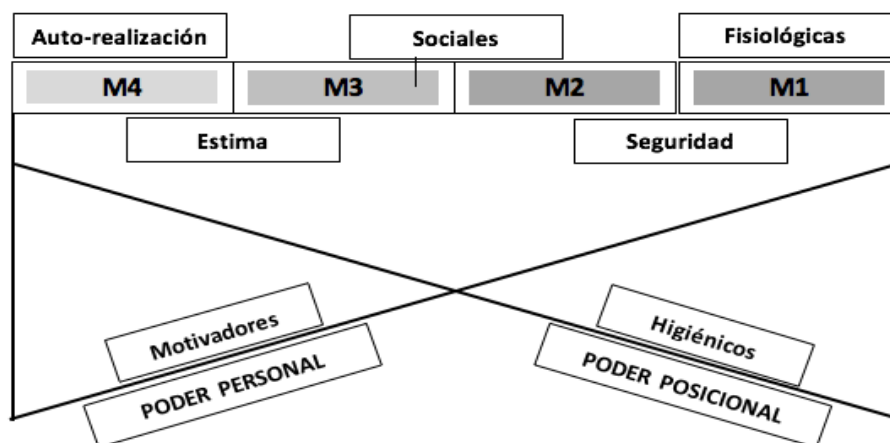 Auto-realización
Sociales
Fisiológicas
M4
M3
M2
M1
Estima
Seguridad
Motivadores
PODER PERSONAL
Higiénicos
PODER POSICIONAL